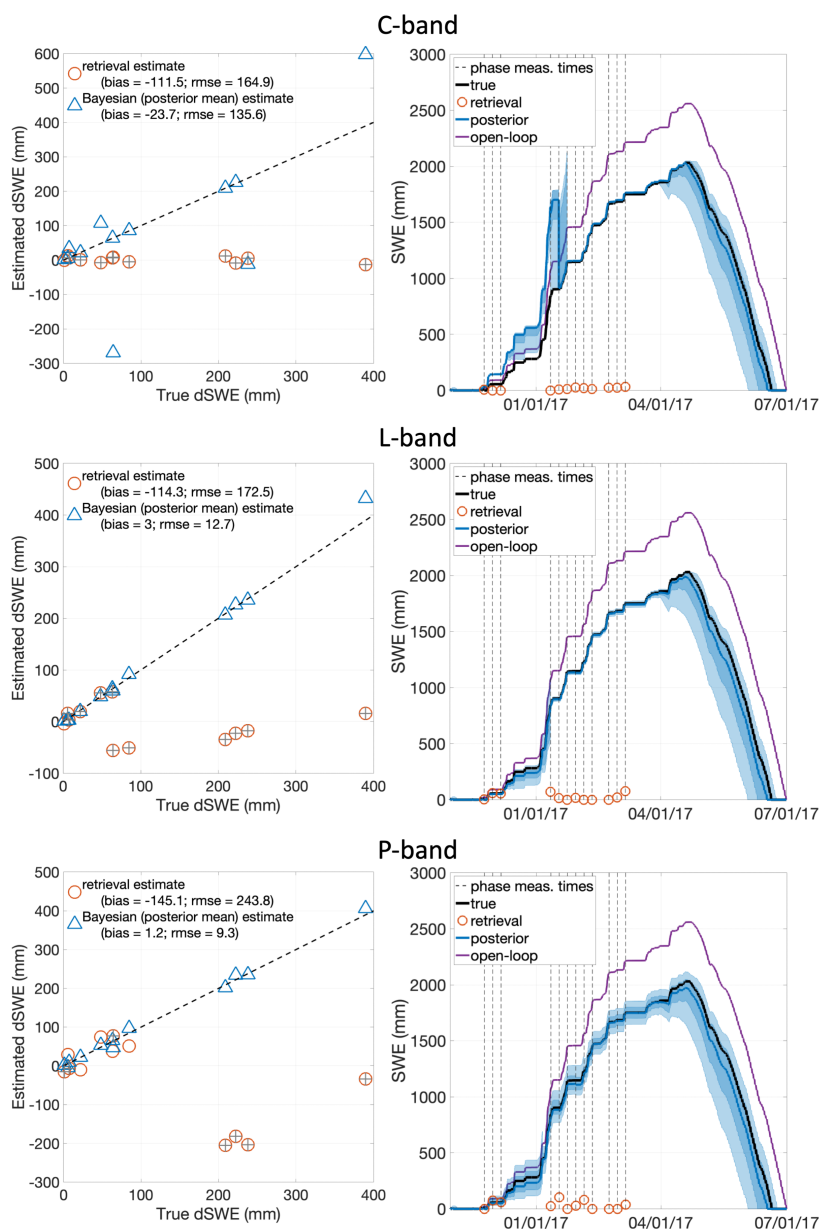 C-band
600
500
400
300
200
100
0
-100
-200
-300
Estimated dSWE (mm)
retrieval estimate
(bias = -111.5; rmse = 164.9)
Bayesian (posterior mean) estimate
(bias = -23.7; rmse = 135.6)
0 100 200 300 400
True dSWE (mm)
3000
2500
2000
1500
1000
500
0
SWE (mm)
phase meas. times
true
retrieval
posterior
open-loop
01/01/17 04/01/17 07/01/17
L-band
500
400
300
200
100
0
-100
Estimated dSWE (mm)
retrieval estimate
(bias = -114.3; rmse = 172.5)
Bayesian (posterior mean) estimate
(bias = 3; rmse = 12.7)
0 100 200 300 400
True dSWE (mm)
3000
2500
2000
1500
1000
500
0
SWE (mm)
phase meas. times
true
retrieval
posterior
open-loop
01/01/17 04/01/17 07/01/17
P-band
500
400
300
200
100
0
-100
-200
-300
Estimated dSWE (mm)
retrieval estimate
(bias = -145.1; rmse = 243.8)
Bayesian (posterior mean) estimate
(bias = 1.2; rmse = 9.3)
0 100 200 300 400
True dSWE (mm)
3000
2500
2000
1500
1000
500
0
SWE (mm)
phase meas. times
true
retrieval
posterior
open-loop
01/01/17 04/01/17 07/01/17